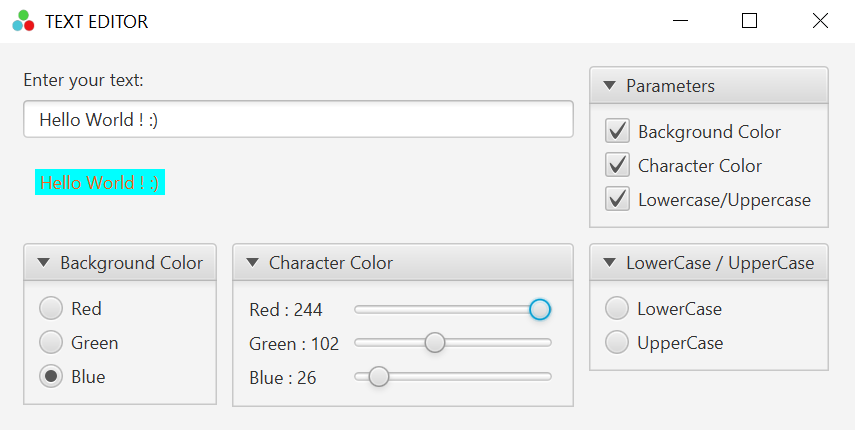 TEXT EDITOR
Enter your text:
Hello World ! :)
Hello World ! :)
Parameters
Background Color
Character Color
Lowercase/Uppercase
Background Color
Red
Green
Blue
Character Color
Red : 244
Green : 102
Blue : 26
LowerCase / UpperCase
LowerCase
UpperCase